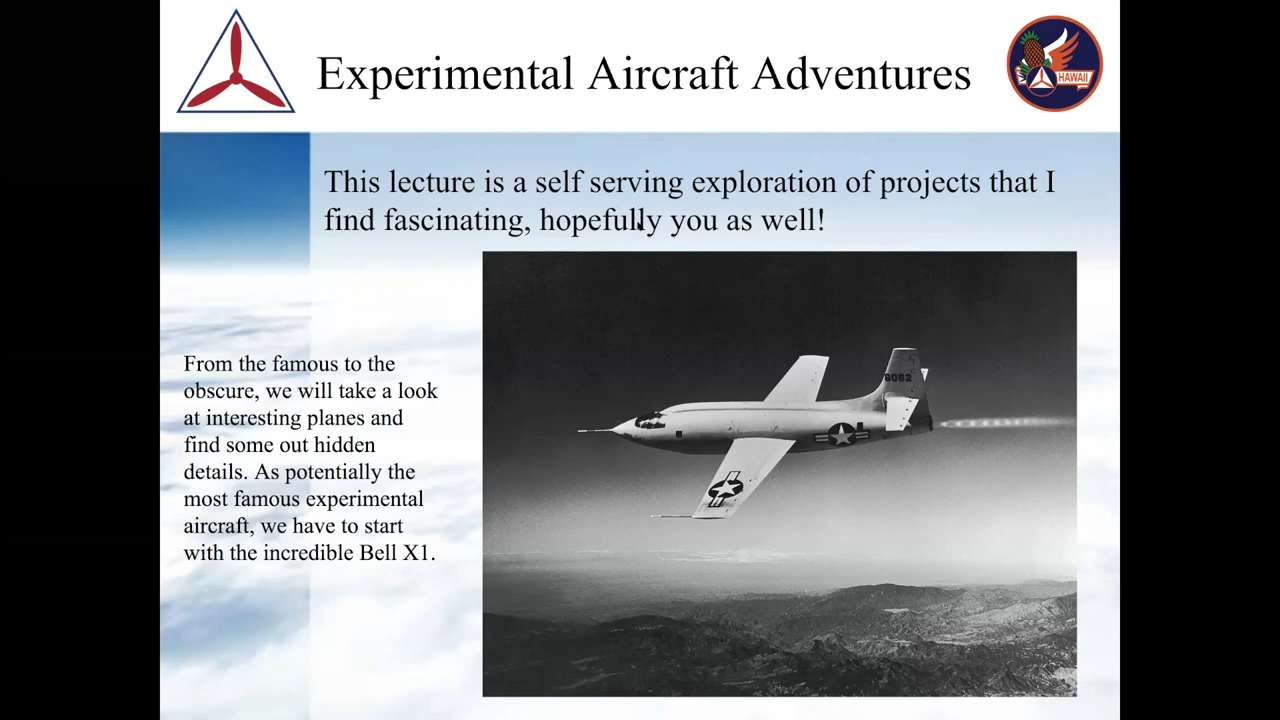 Experimental Aircraft Adventures
HAWAII
This lecture is a self serving exploration of projects that I
find fascinating, hopefully you as well!
From the famous to the
obscure, we will take a look
at interesting planes and
find some out hidden
details. As potentially the
most famous experimental
aircraft, we have to start
with the incredible Bell X1.
6062